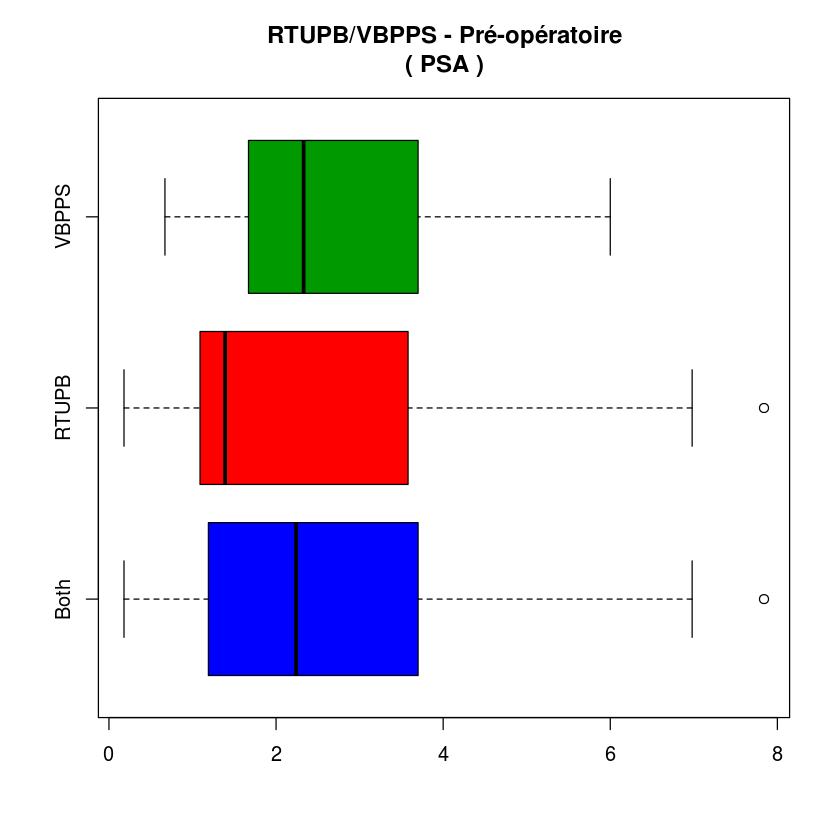 RTUPB/VBPPS - Pré-opératoire
( PSA )
VBPPS
RTUPB
Both
0 2 4 6 8